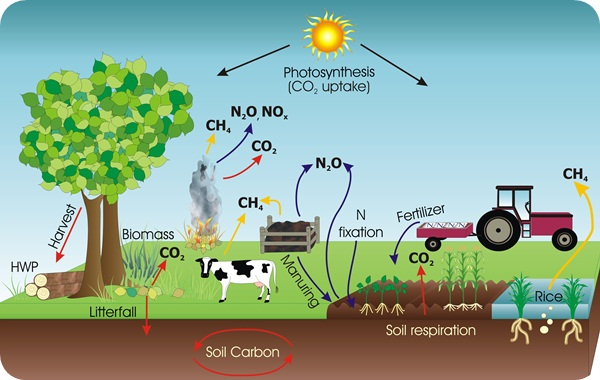 Photosynthesis
(CO₂ uptake)
N₂O, NOₓ
CH₄
CO₂
N₂O
CH₄
CH₄
Harvest
Biomass
CO₂
N
fixation
Fertilizer
CO₂
HWP
Manuring
Rice
Litterfall
Soil respiration
Soil Carbon